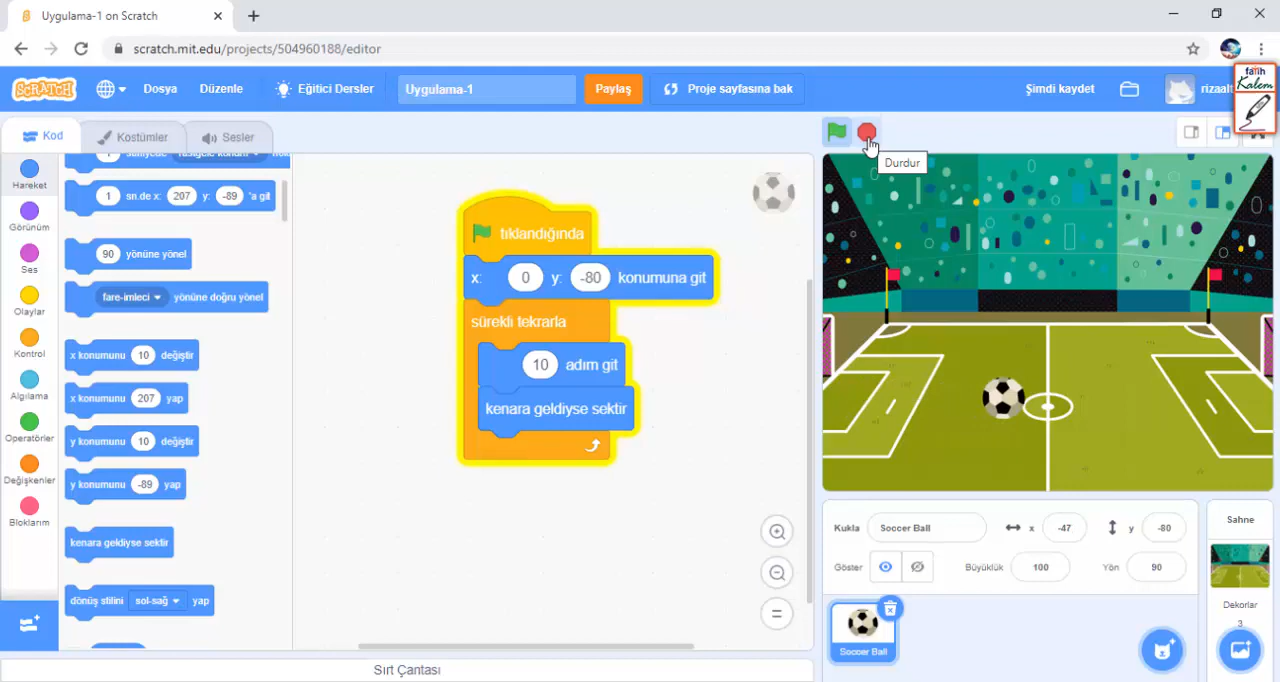 Uygulama-1 on Scratch
scratch.mit.edu/projects/504960188/editor
SCRATCH
Dosya
Düzenle
Eğitici Dersler
Uygulama-1
Paylaş
Proje sayfasına bak
Şimdi kaydet
rizaalt
fatih
Kalem
Kod
Kostümler
Sesler
Durdur
Hareket
Görünüm
Ses
Olaylar
Kontrol
Algılama
Operatörler
Değişkenler
Bloklarım
1 sn.de x: 207 y: -89 'a git
90 yönüne yönel
fare-imleci yönüne doğru yönel
x konumunu 10 değiştir
x konumunu 207 yap
y konumunu 10 değiştir
y konumunu -89 yap
kenara geldiyse sektir
dönüş stilini sol-sağ yap
tıklandığında
x: 0 y: -80 konumuna git
sürekli tekrarla
10 adım git
kenara geldiyse sektir
Sırt Çantası
Kukla Soccer Ball x -47 y -80
Göster Büyüklük 100 Yön 90
Soccer Ball
Sahne
Dekorlar
3